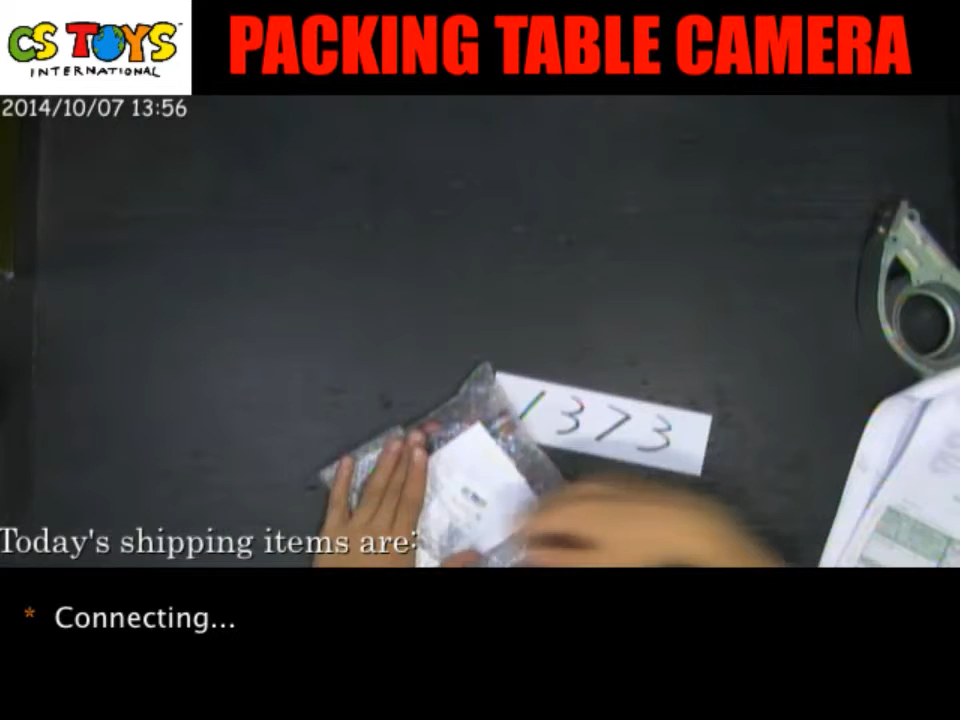 CS TOYS
INTERNATIONAL
PACKING TABLE CAMERA
2014/10/07 13:56
1373
Today's shipping items are:
* Connecting...